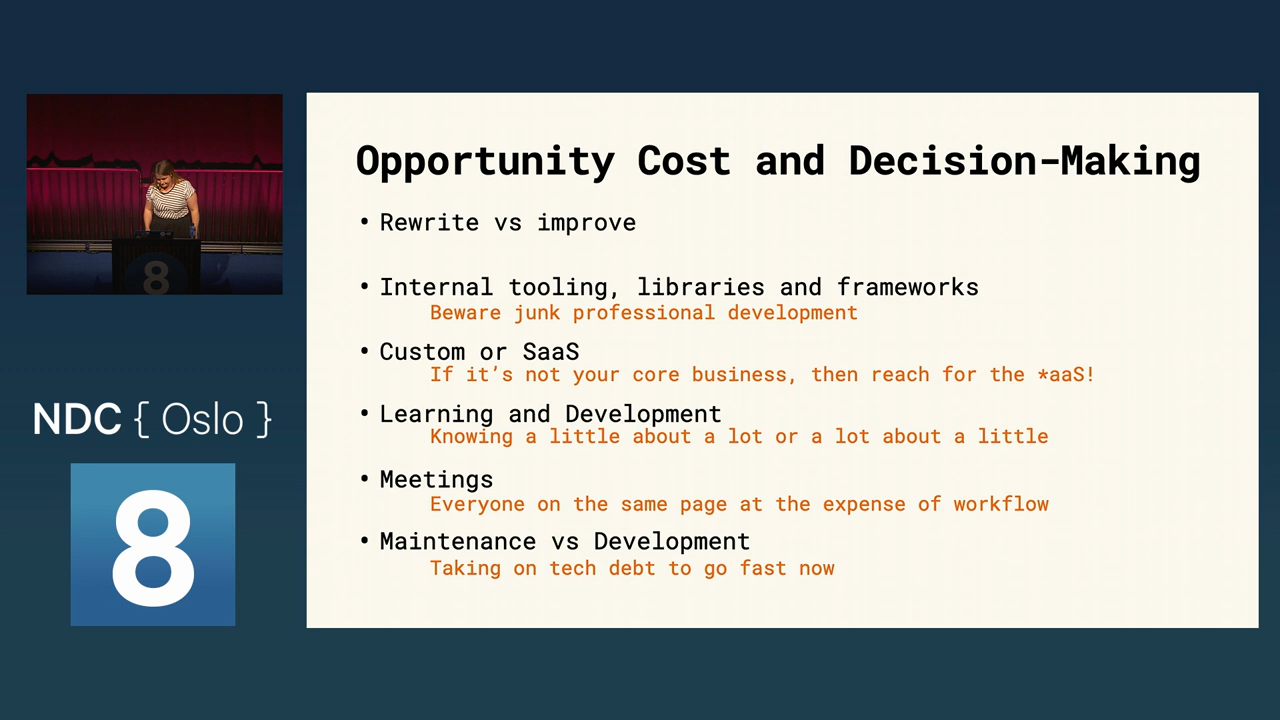 Opportunity Cost and Decision-Making
• Rewrite vs improve
• Internal tooling, libraries and frameworks
Beware junk professional development
• Custom or SaaS
If it’s not your core business, then reach for the *aaS!
• Learning and Development
Knowing a little about a lot or a lot about a little
• Meetings
Everyone on the same page at the expense of workflow
• Maintenance vs Development
Taking on tech debt to go fast now
8
NDC { Oslo }
8